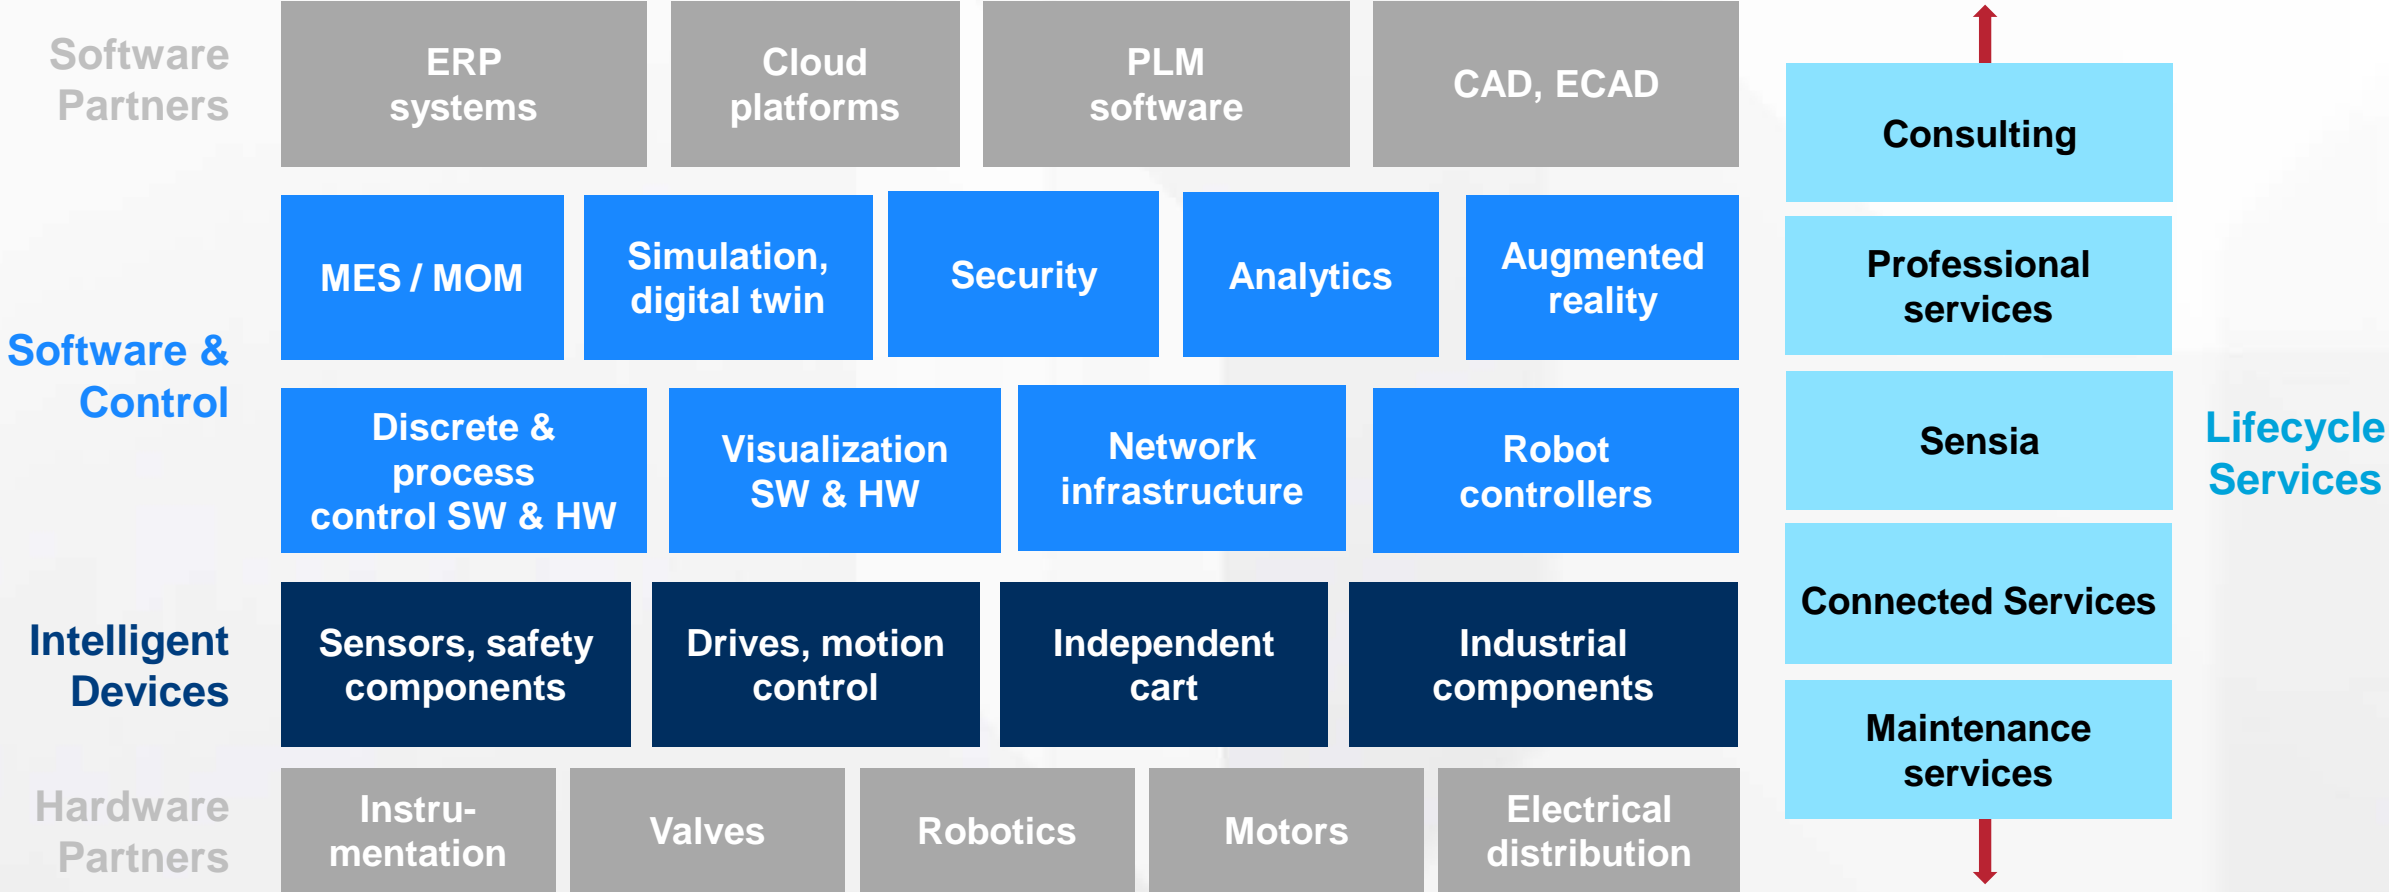 Software
Partners
ERP
systems
Cloud
platforms
PLM
software
CAD, ECAD
Software &
Control
MES / MOM
Simulation,
digital twin
Security
Analytics
Augmented
reality
Discrete &
process
control SW & HW
Visualization
SW & HW
Network
infrastructure
Robot
controllers
Intelligent
Devices
Sensors, safety
components
Drives, motion
control
Independent
cart
Industrial
components
Hardware
Partners
Instru-
mentation
Valves
Robotics
Motors
Electrical
distribution
Consulting
Professional
services
Sensia
Connected Services
Maintenance
services
Lifecycle
Services